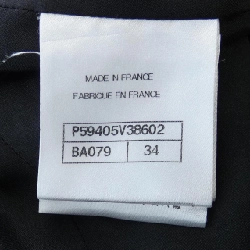 MADE IN FRANCE
FABRIQUE EN FRANCE
P59405V38602
BA079 34